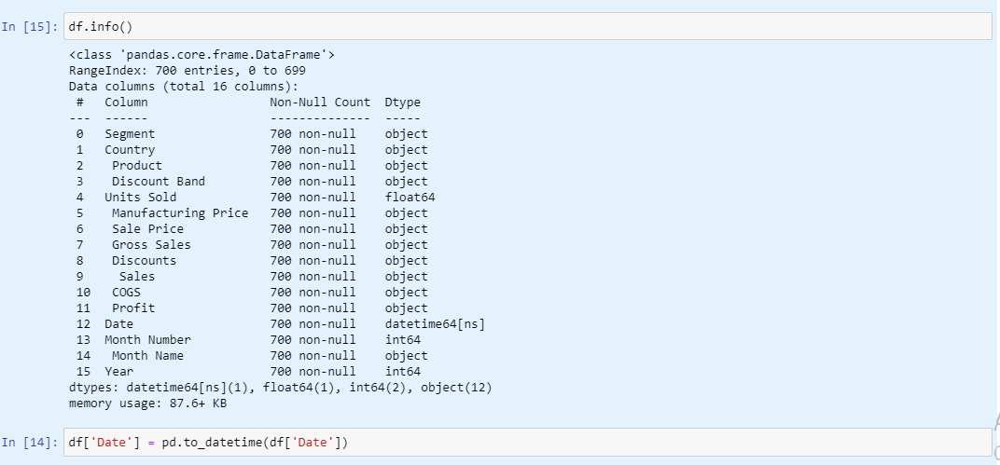 In [15]: df.info()
<class 'pandas.core.frame.DataFrame'>
RangeIndex: 700 entries, 0 to 699
Data columns (total 16 columns):
 #   Column                 Non-Null Count  Dtype
---  ------                 --------------  -----
 0   Segment                700 non-null    object
 1   Country                700 non-null    object
 2    Product               700 non-null    object
 3    Discount Band         700 non-null    object
 4   Units Sold             700 non-null    float64
 5    Manufacturing Price   700 non-null    object
 6    Sale Price            700 non-null    object
 7    Gross Sales           700 non-null    object
 8    Discounts             700 non-null    object
 9     Sales                700 non-null    object
 10   COGS                  700 non-null    object
 11   Profit                700 non-null    object
 12  Date                   700 non-null    datetime64[ns]
 13  Month Number           700 non-null    int64
 14   Month Name            700 non-null    object
 15  Year                   700 non-null    int64
dtypes: datetime64[ns](1), float64(1), int64(2), object(12)
memory usage: 87.6+ KB
In [14]: df['Date'] = pd.to_datetime(df['Date'])